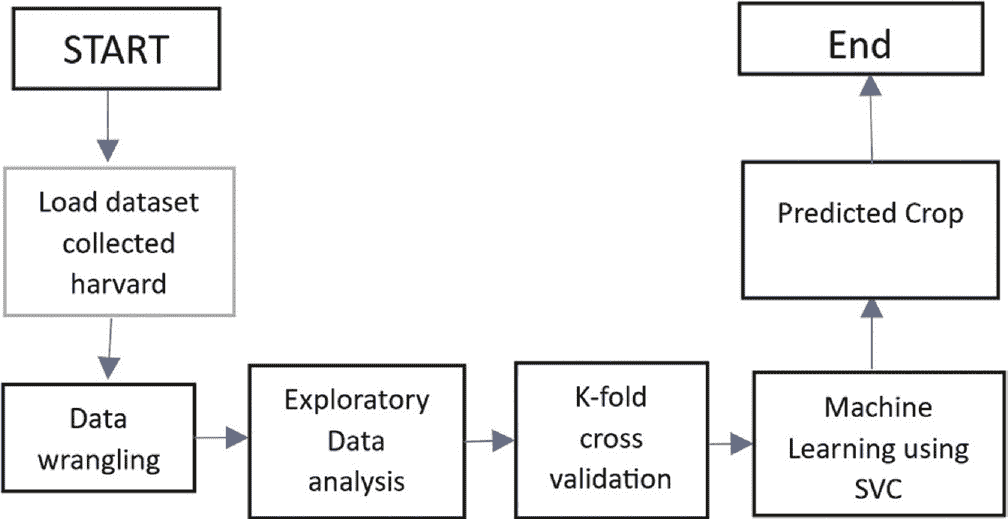 START
Load dataset
collected
harvard
Data
wrangling
Exploratory
Data
analysis
K-fold
cross
validation
Machine
Learning using
SVC
Predicted Crop
End